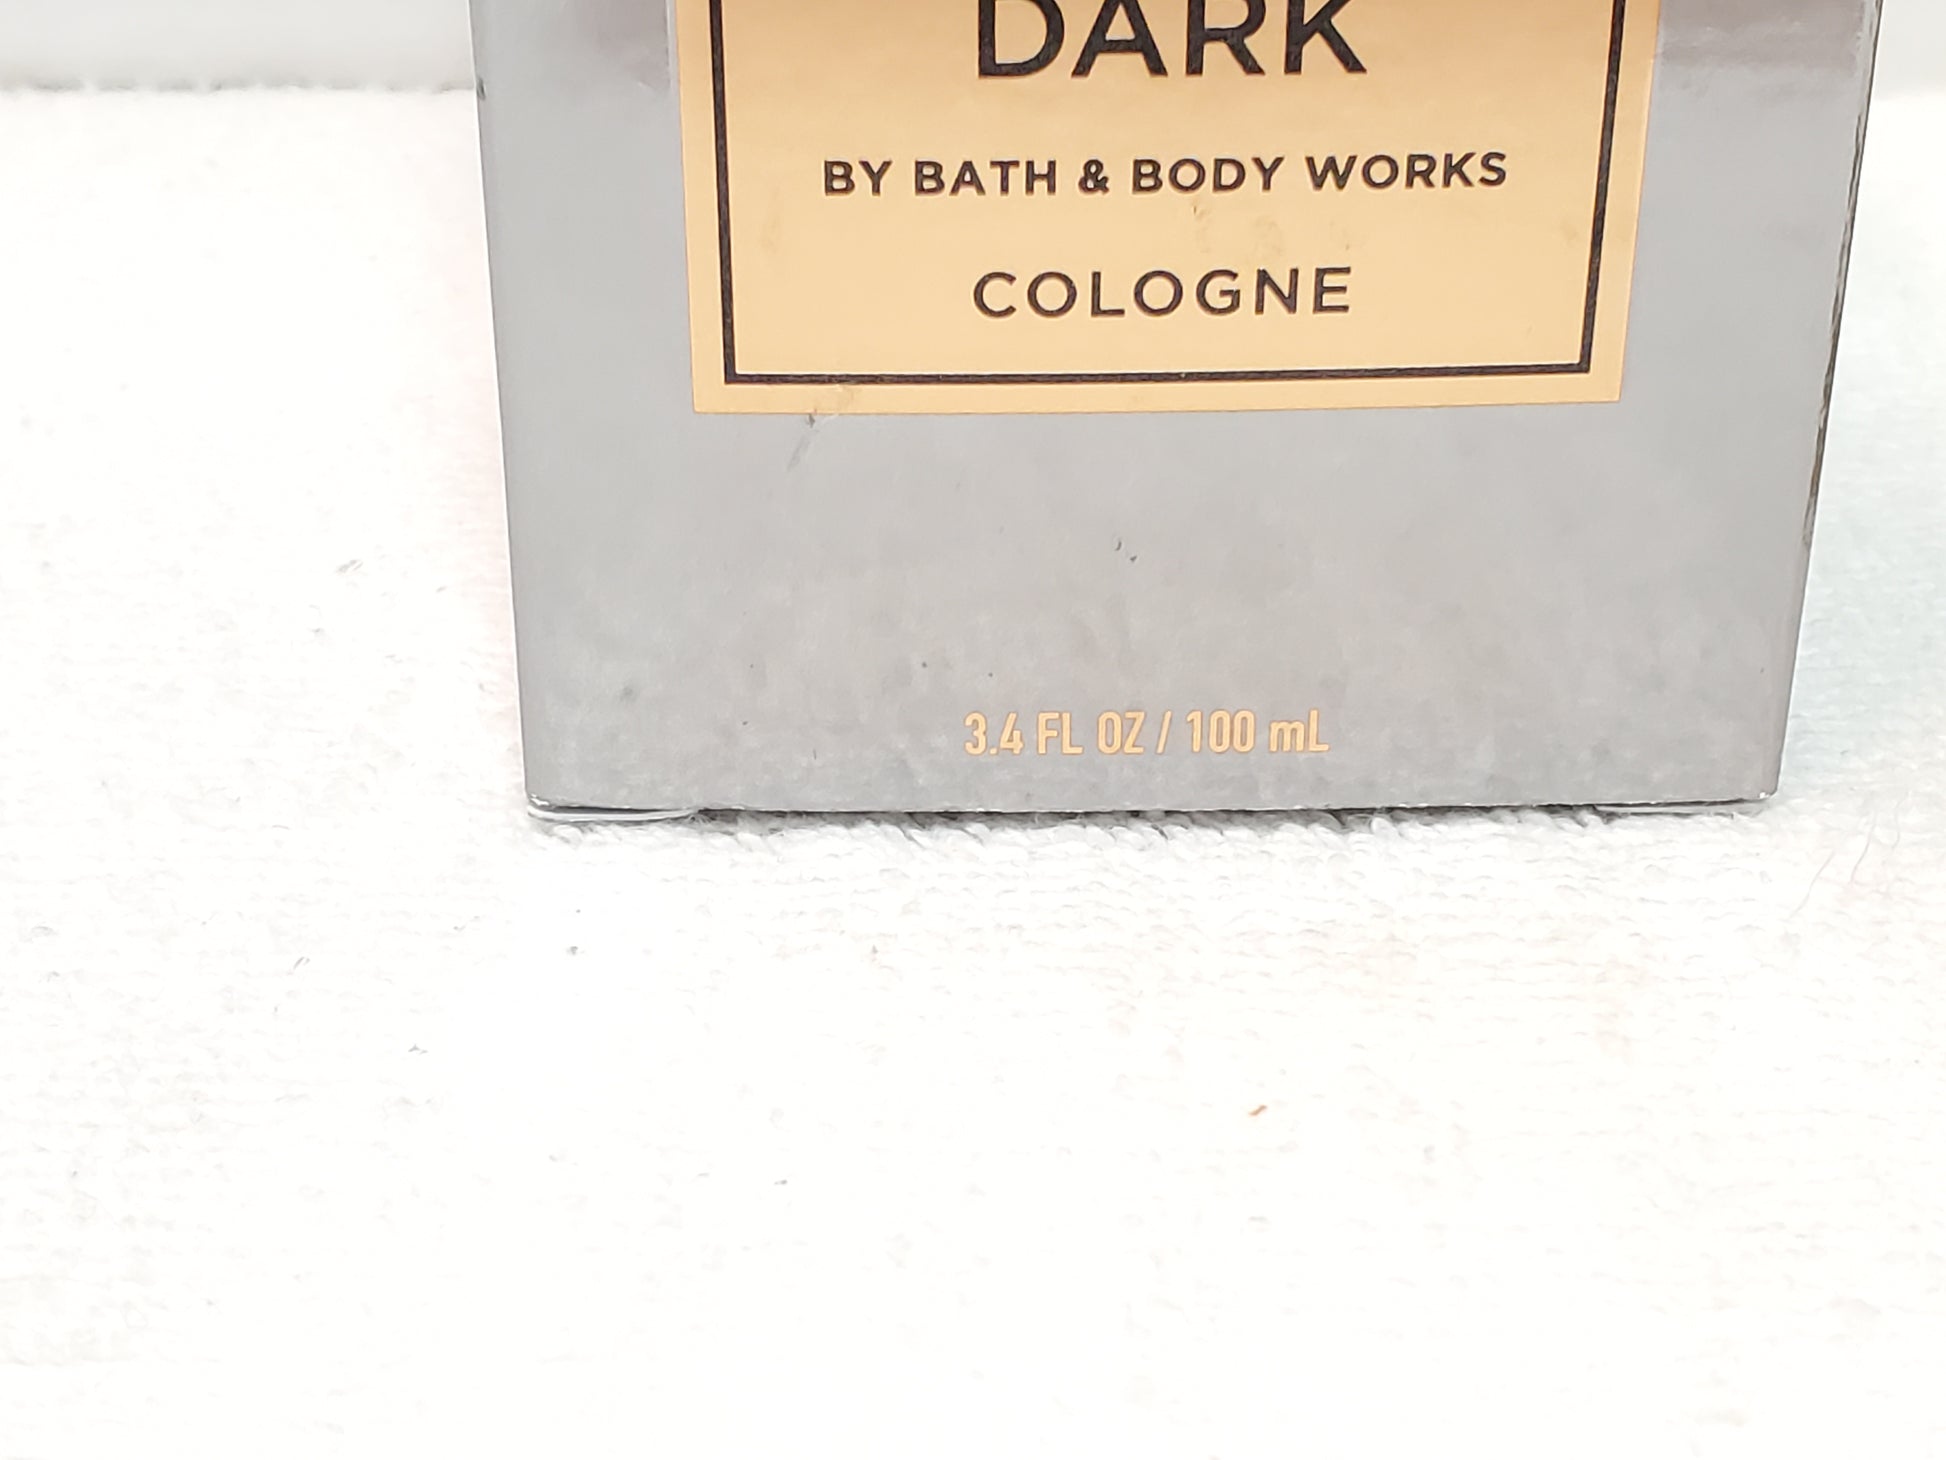 DARK
BY BATH & BODY WORKS
COLOGNE
3.4 FL OZ / 100 mL